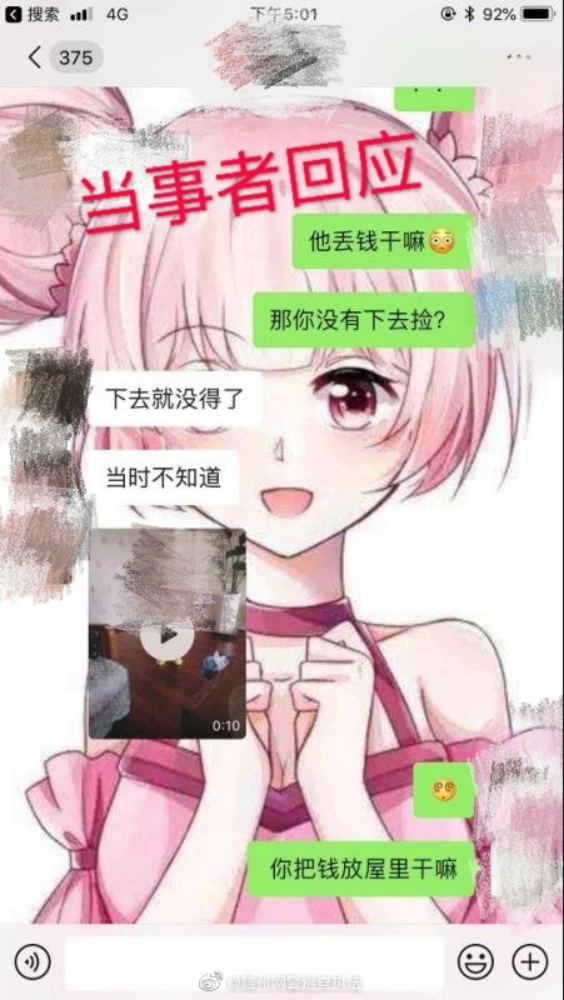 搜索 4G 下午5:01 92%
375
当事者回应
他丢钱干嘛😳
那你没有下去捡?
下去就没得了
当时不知道
0:10
你把钱放屋里干嘛